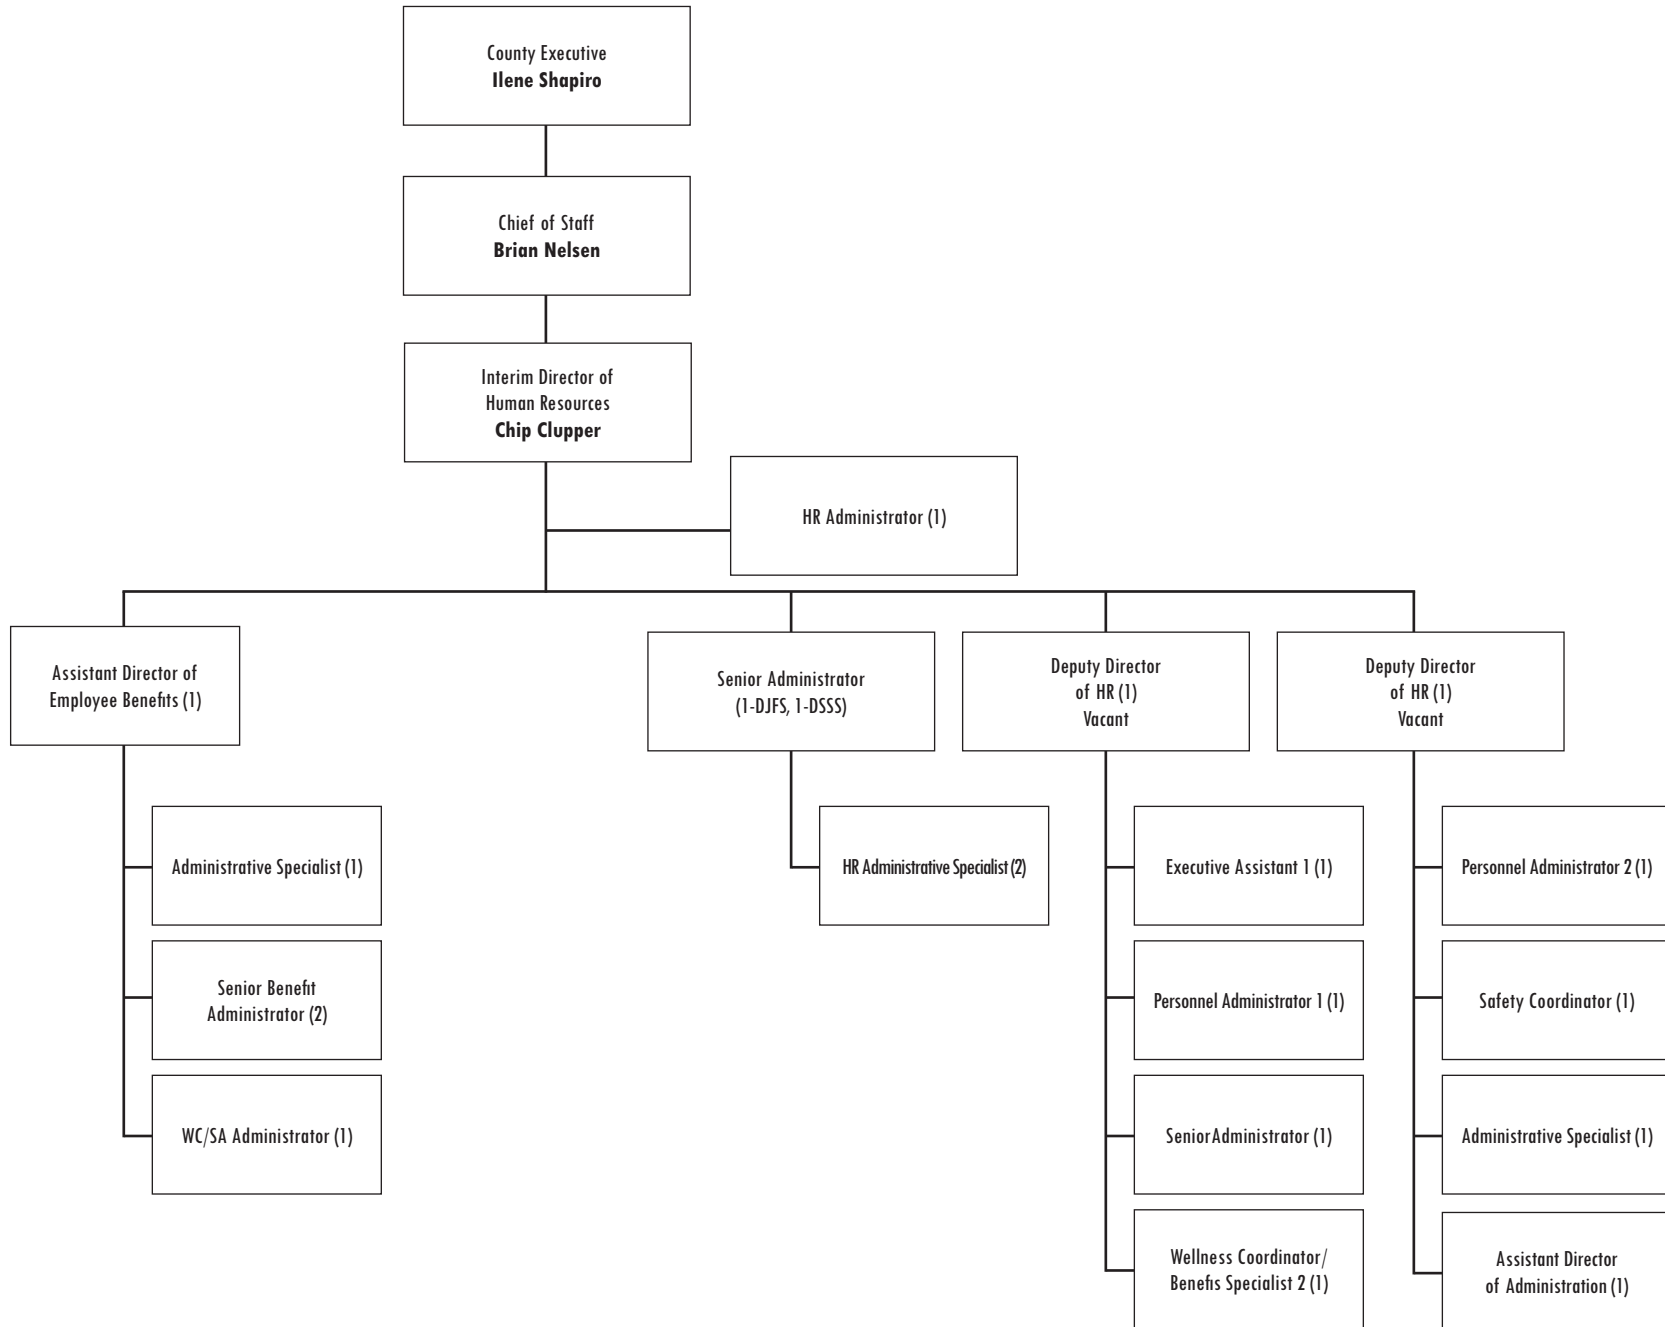 County Executive
Ilene Shapiro
Chief of Staff
Brian Nelsen
Interim Director of
Human Resources
Chip Clupper
HR Administrator (1)
Assistant Director of
Employee Benefits (1)
Senior Administrator
(1-DJFS, 1-DSSS)
Deputy Director
of HR (1)
Vacant
Deputy Director
of HR (1)
Vacant
Administrative Specialist (1)
Senior Benefit
Administrator (2)
WC/SA Administrator (1)
HR Administrative Specialist (2)
Executive Assistant 1 (1)
Personnel Administrator 1 (1)
SeniorAdministrator (1)
Wellness Coordinator/
Benefis Specialist 2 (1)
Personnel Administrator 2 (1)
Safety Coordinator (1)
Administrative Specialist (1)
Assistant Director
of Administration (1)